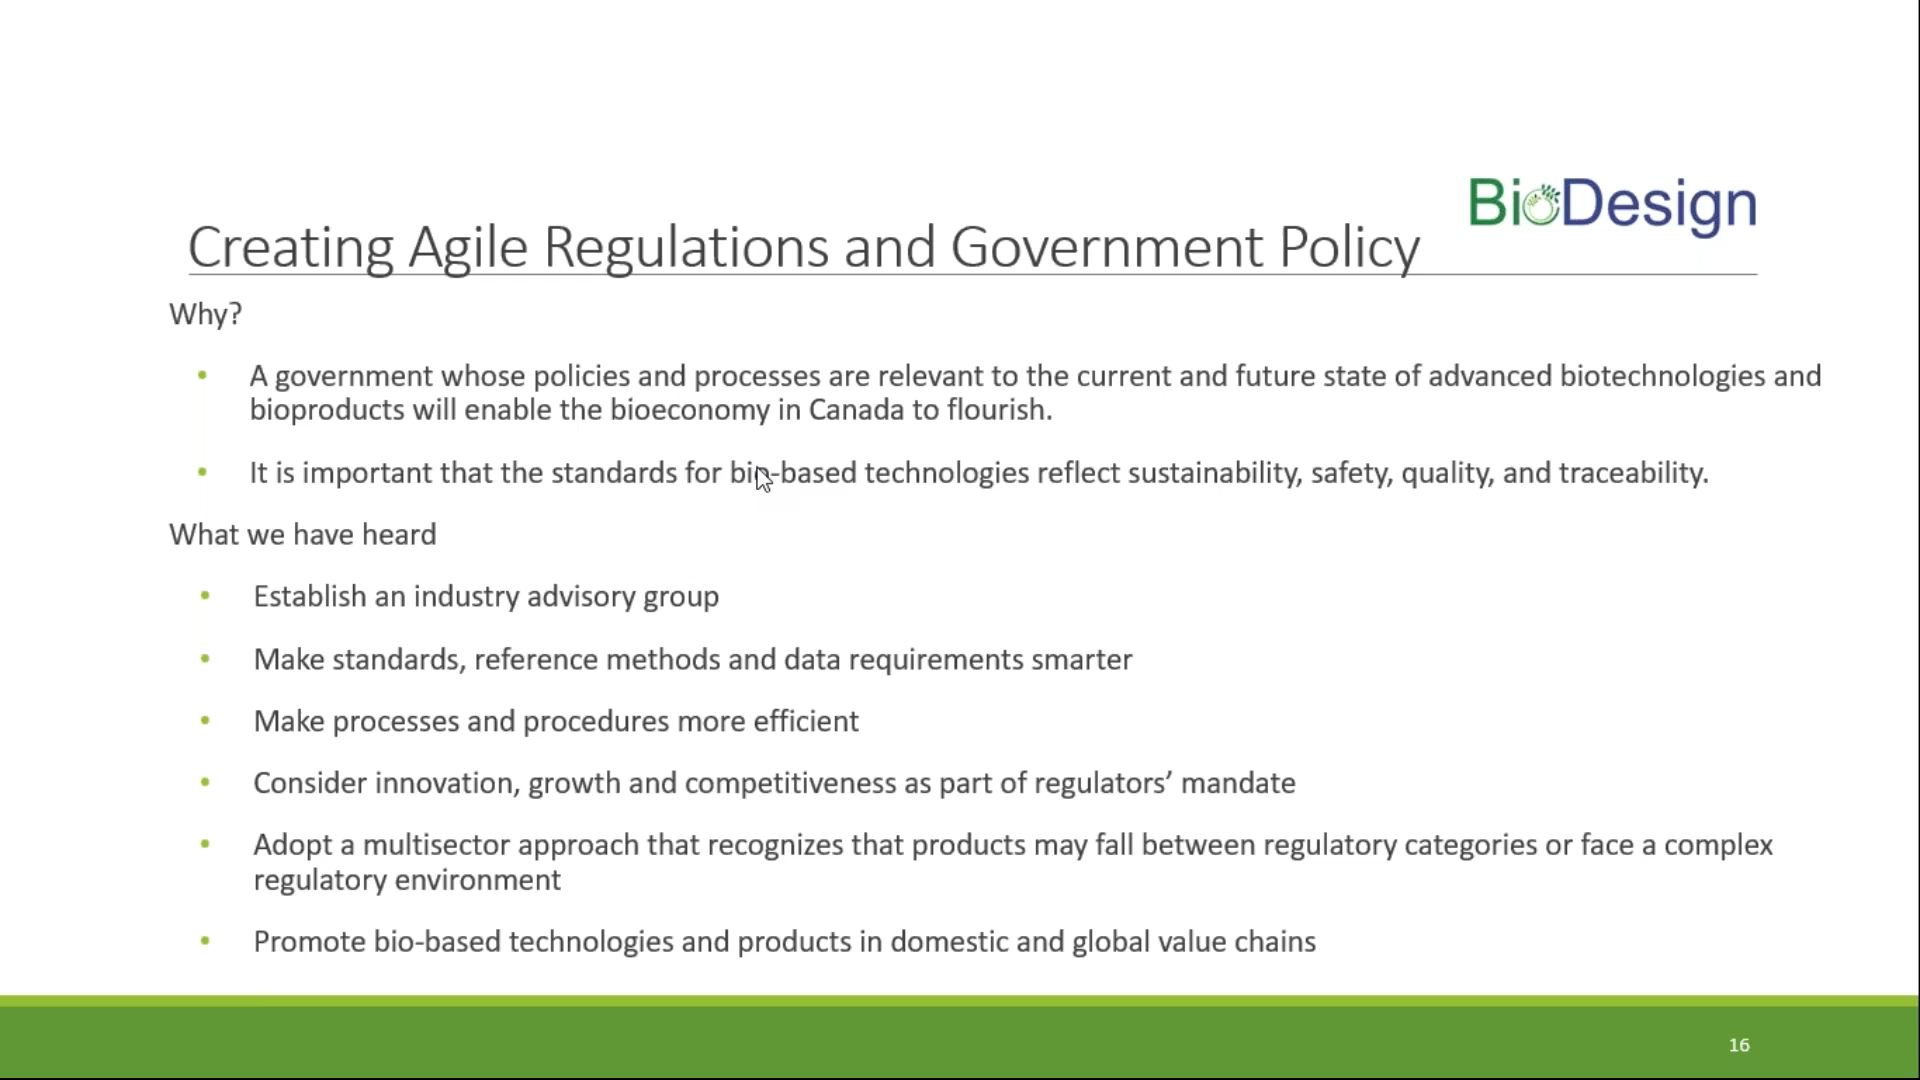 BioDesign
Creating Agile Regulations and Government Policy
Why?
• A government whose policies and processes are relevant to the current and future state of advanced biotechnologies and
bioproducts will enable the bioeconomy in Canada to flourish.
• It is important that the standards for bio-based technologies reflect sustainability, safety, quality, and traceability.
What we have heard
• Establish an industry advisory group
• Make standards, reference methods and data requirements smarter
• Make processes and procedures more efficient
• Consider innovation, growth and competitiveness as part of regulators’ mandate
• Adopt a multisector approach that recognizes that products may fall between regulatory categories or face a complex
regulatory environment
• Promote bio-based technologies and products in domestic and global value chains
16